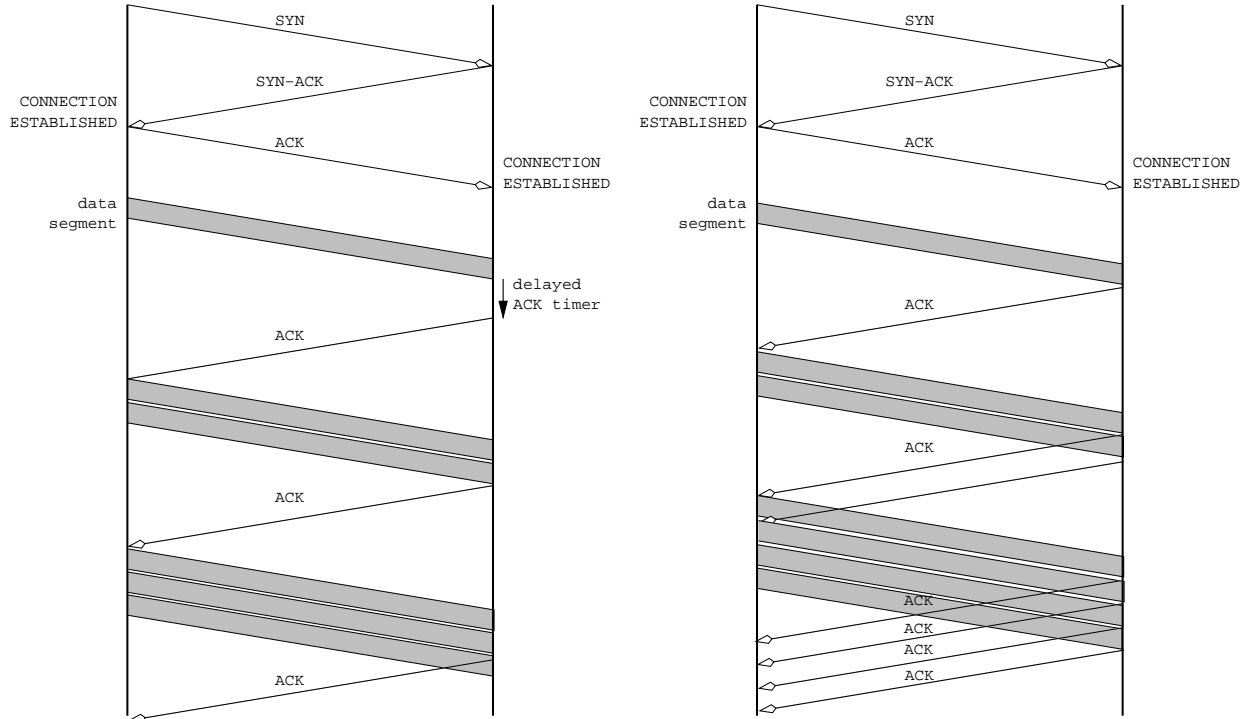 SYN
SYN-ACK
CONNECTION
ESTABLISHED
ACK
CONNECTION
ESTABLISHED
data
segment
delayed
ACK timer
ACK
ACK
ACK
SYN
SYN-ACK
CONNECTION
ESTABLISHED
ACK
CONNECTION
ESTABLISHED
data
segment
ACK
ACK
ACK
ACK
ACK
ACK